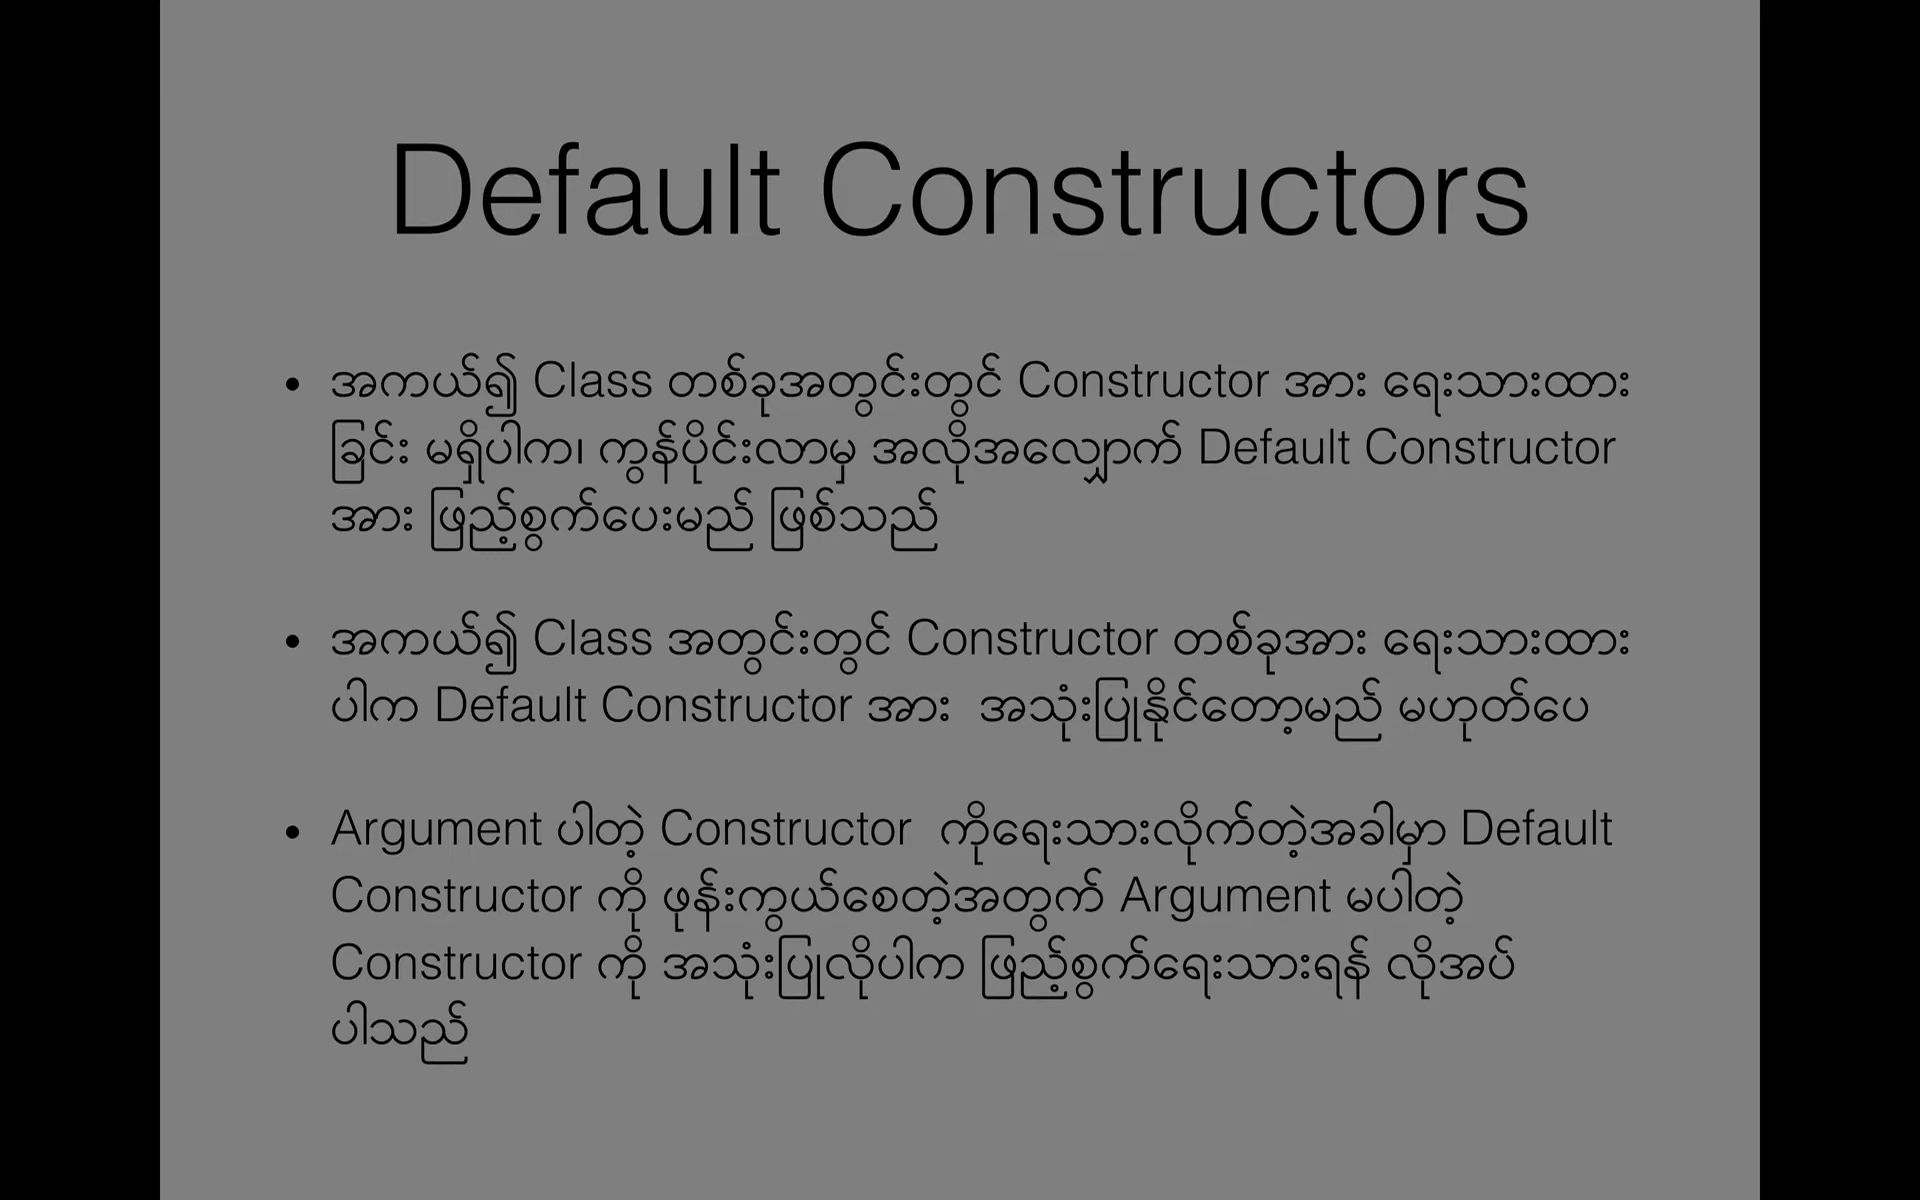 Default Constructors
• အကယ်၍ Class တစ်ခုအတွင်းတွင် Constructor အား ရေးသားထား
ခြင်း မရှိပါက၊ ကွန်ပိုင်းလာမှ အလိုအလျှောက် Default Constructor
အား ဖြည့်စွက်ပေးမည် ဖြစ်သည်
• အကယ်၍ Class အတွင်းတွင် Constructor တစ်ခုအား ရေးသားထား
ပါက Default Constructor အား အသုံးပြုနိုင်တော့မည် မဟုတ်ပေ
• Argument ပါတဲ့ Constructor ကိုရေးသားလိုက်တဲ့အခါမှာ Default
Constructor ကို ဖုန်းကွယ်စေတဲ့အတွက် Argument မပါတဲ့
Constructor ကို အသုံးပြုလိုပါက ဖြည့်စွက်ရေးသားရန် လိုအပ်
ပါသည်